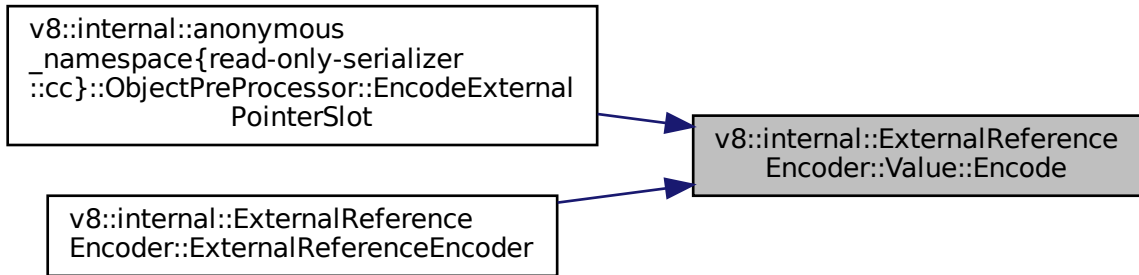 v8::internal::anonymous
_namespace{read-only-serializer
::cc}::ObjectPreProcessor::EncodeExternal
PointerSlot
v8::internal::ExternalReference
Encoder::Value::Encode
v8::internal::ExternalReference
Encoder::ExternalReferenceEncoder